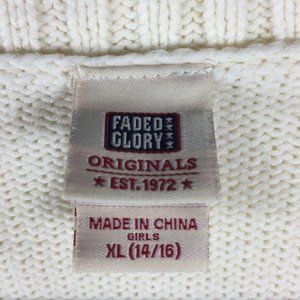 FADED
GLORY
ORIGINALS
★ EST. 1972 ★
MADE IN CHINA
GIRLS
XL (14/16)